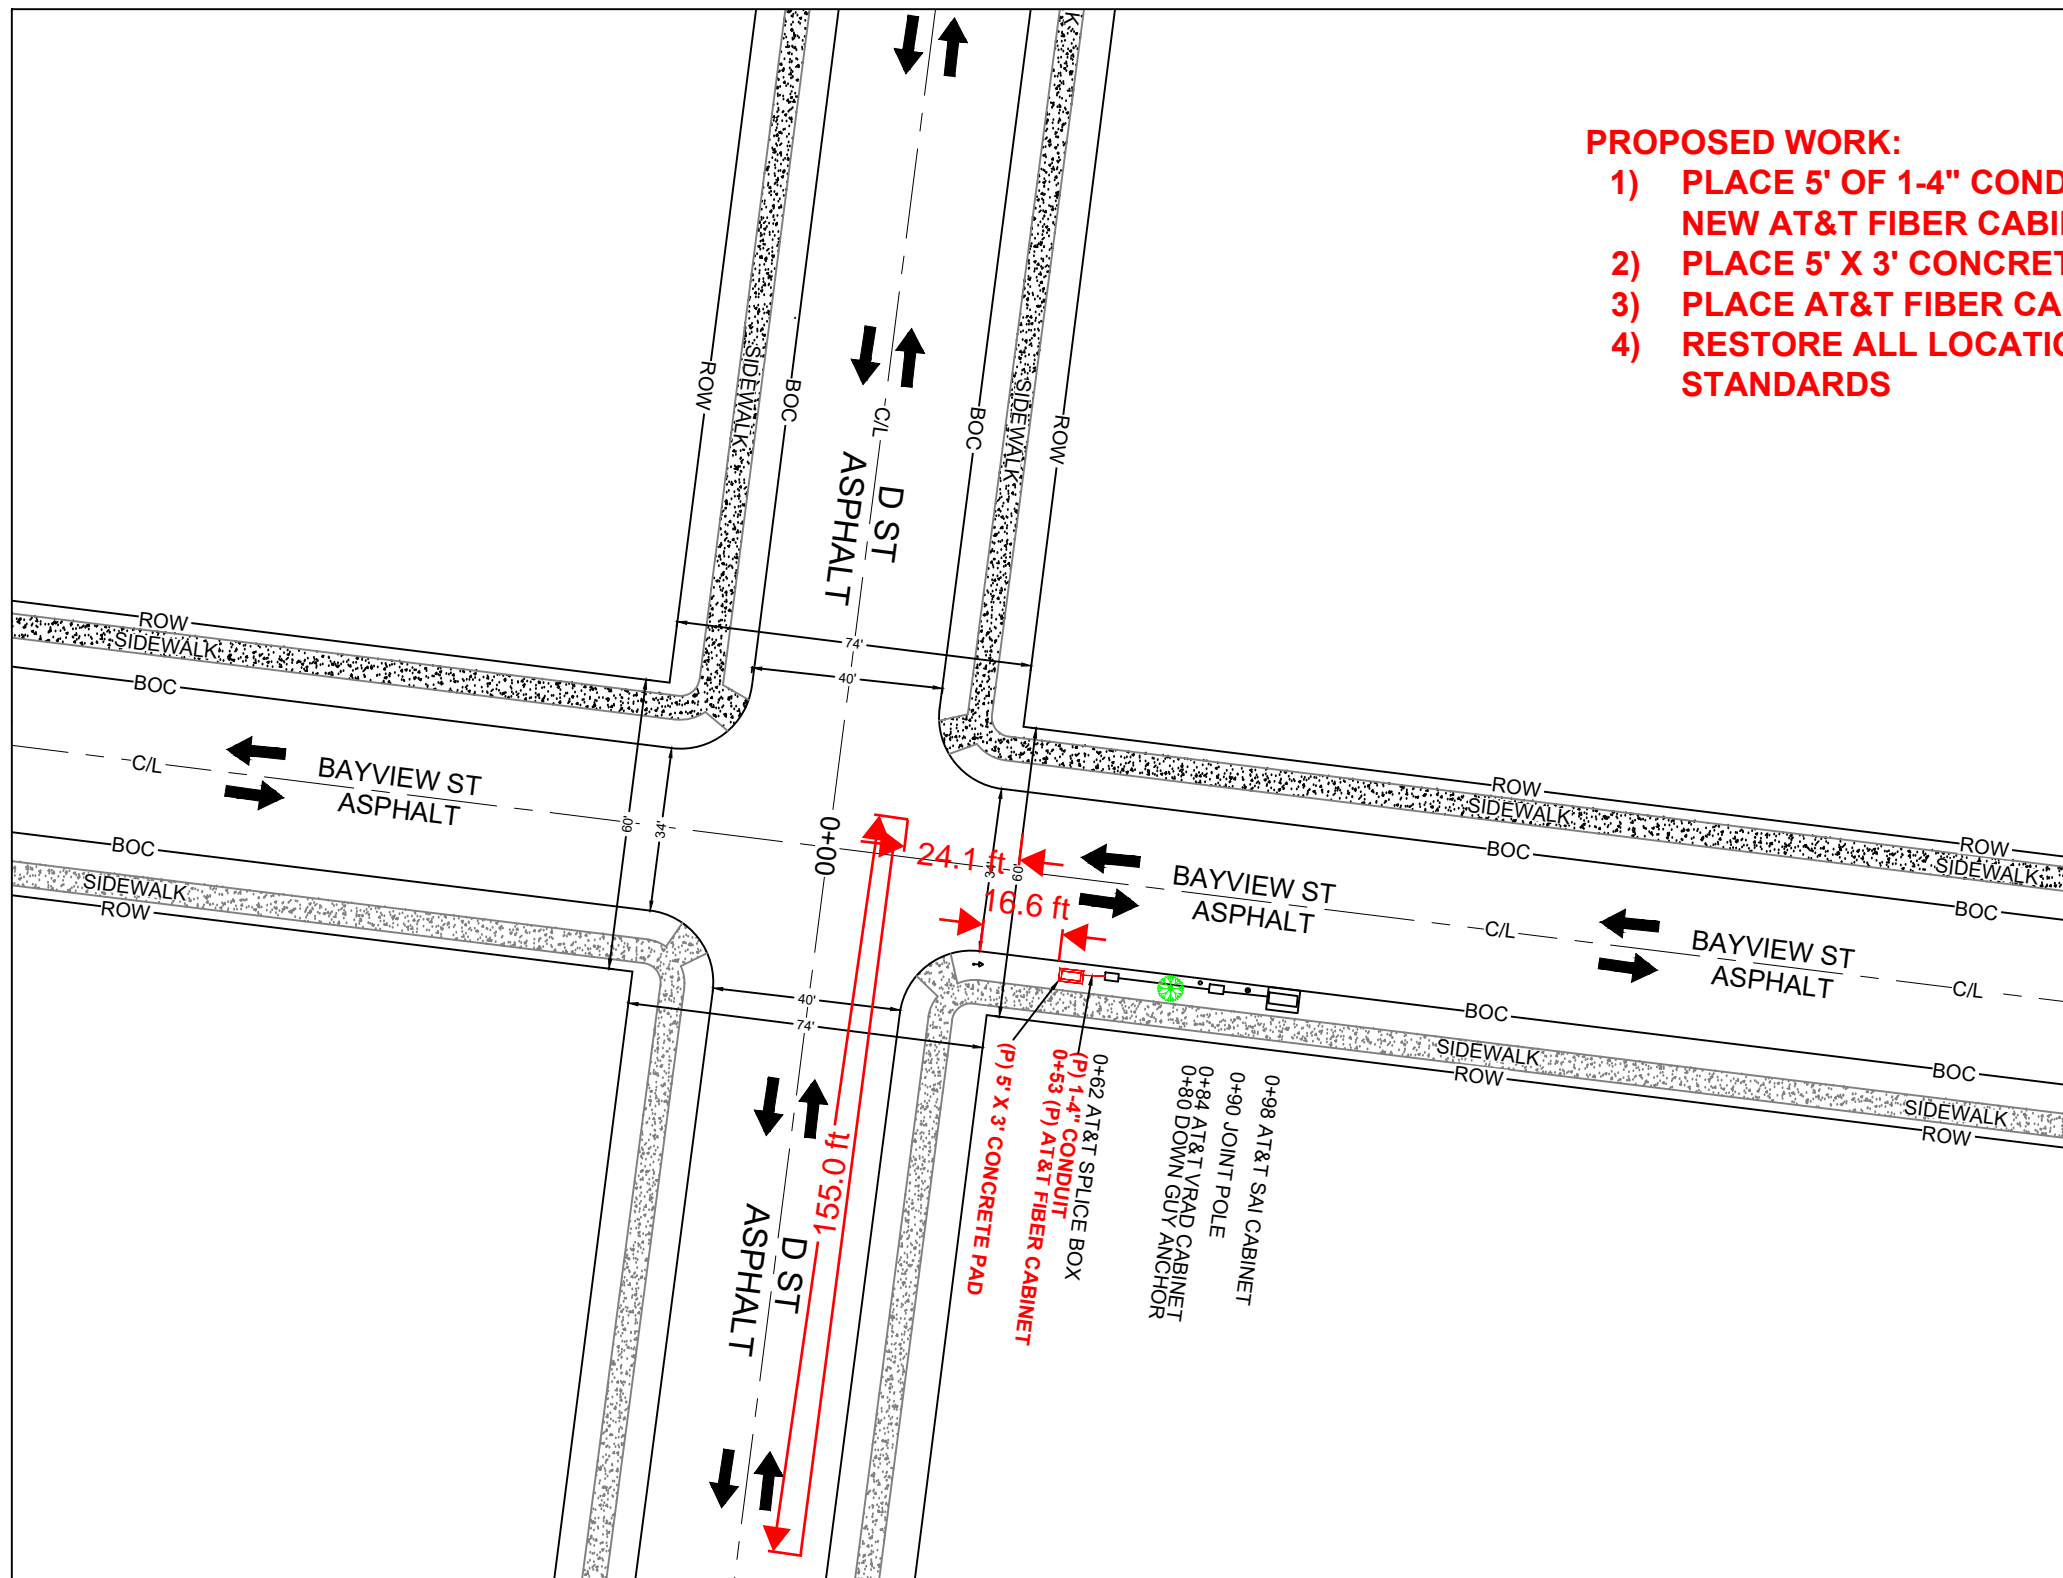 PROPOSED WORK:
1) PLACE 5' OF 1-4" COND
NEW AT&T FIBER CABI
2) PLACE 5' X 3' CONCRET
3) PLACE AT&T FIBER CA
4) RESTORE ALL LOCATIO
STANDARDS
K
ROW
SIDEWALK
BOC
C/L
BOC
SIDEWALK
ROW
D ST
ASPHALT
ROW
SIDEWALK
BOC
74'
40'
C/L
BAYVIEW ST
ASPHALT
60'
34'
0+00
24.1 ft
34'
60'
16.6 ft
BAYVIEW ST
ASPHALT
ROW
SIDEWALK
BOC
ROW
SIDEWALK
BOC
C/L
BAYVIEW ST
ASPHALT
C/L
BOC
SIDEWALK
ROW
40'
74'
BOC
SIDEWALK
ROW
BOC
SIDEWALK
ROW
155.0 ft
D ST
ASPHALT
(P) 5' X 3' CONCRETE PAD
0+53 (P) AT&T FIBER CABINET
(P) 1-4" CONDUIT
0+62 AT&T SPLICE BOX
0+80 DOWN GUY ANCHOR
0+84 AT&T VRAD CABINET
0+90 JOINT POLE
0+98 AT&T SAI CABINET